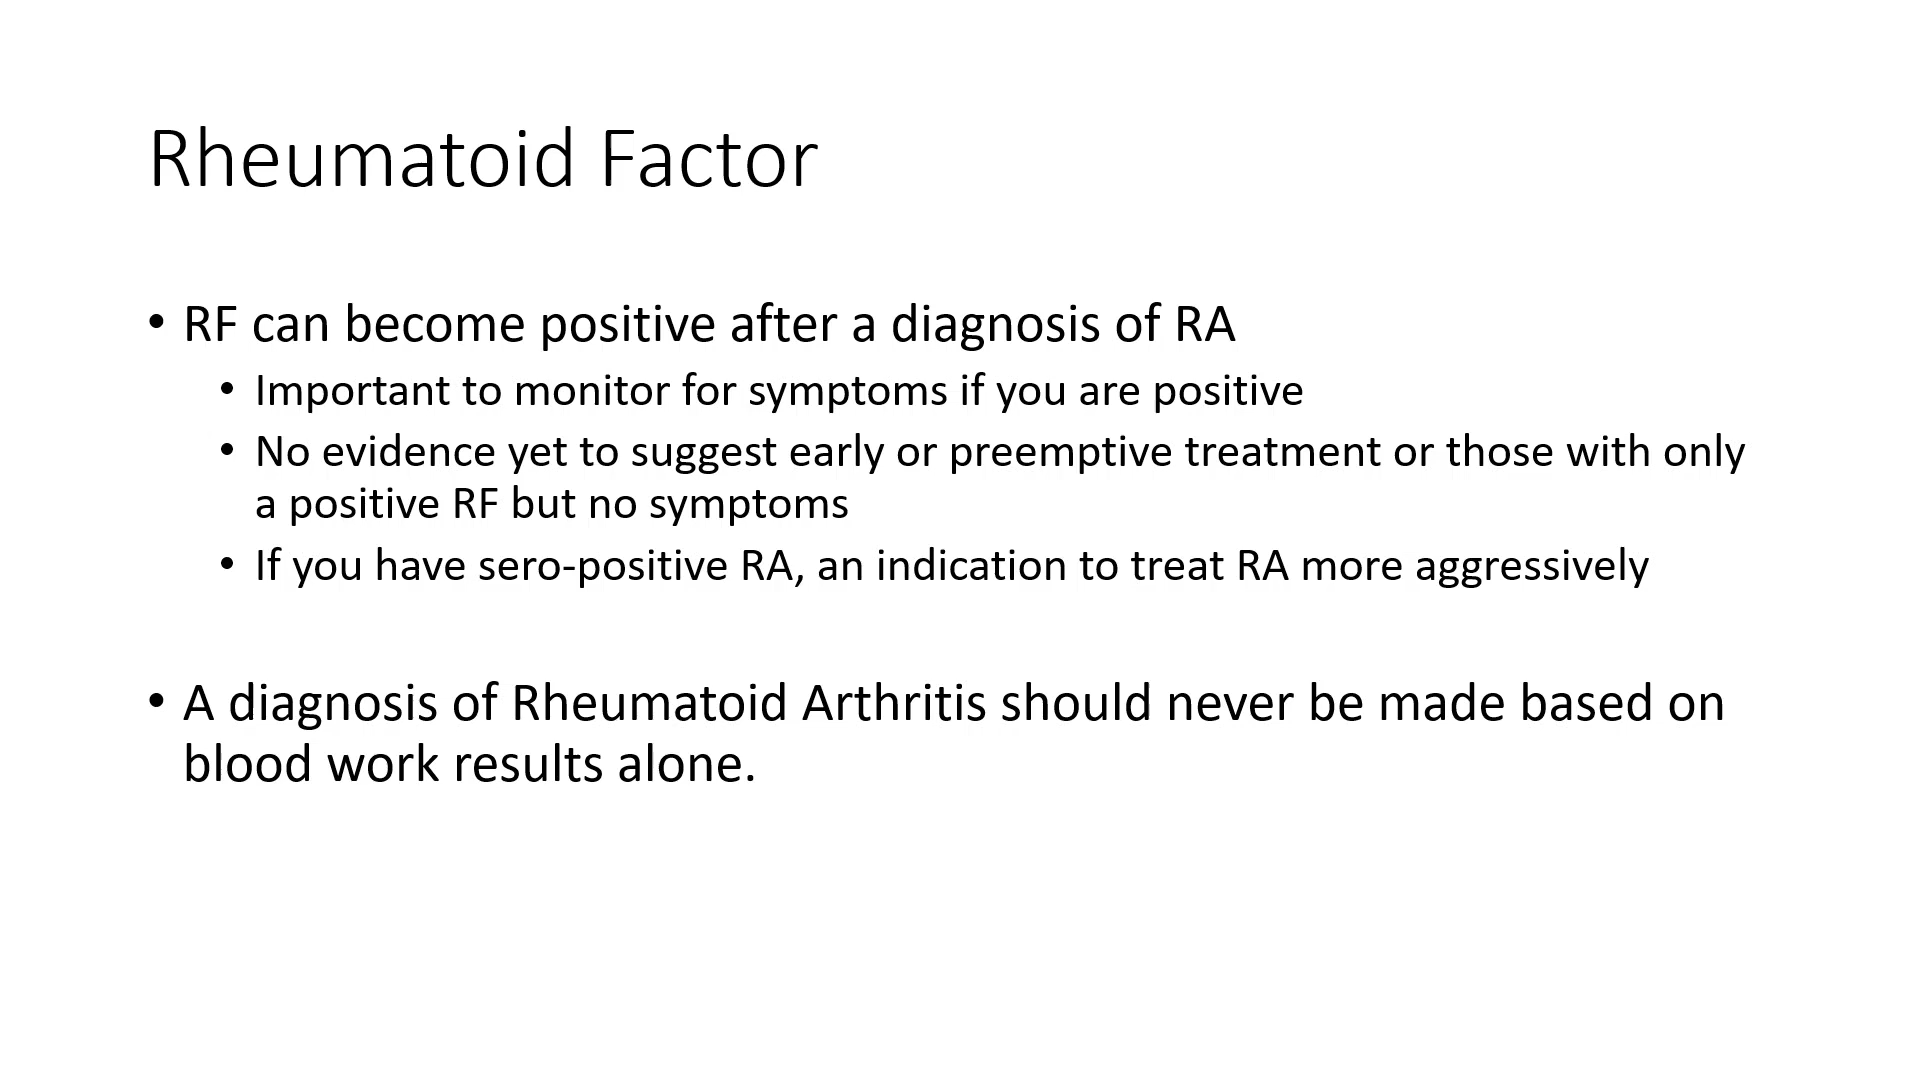 Rheumatoid Factor
• RF can become positive after a diagnosis of RA
• Important to monitor for symptoms if you are positive
• No evidence yet to suggest early or preemptive treatment or those with only
a positive RF but no symptoms
• If you have sero-positive RA, an indication to treat RA more aggressively
• A diagnosis of Rheumatoid Arthritis should never be made based on
blood work results alone.